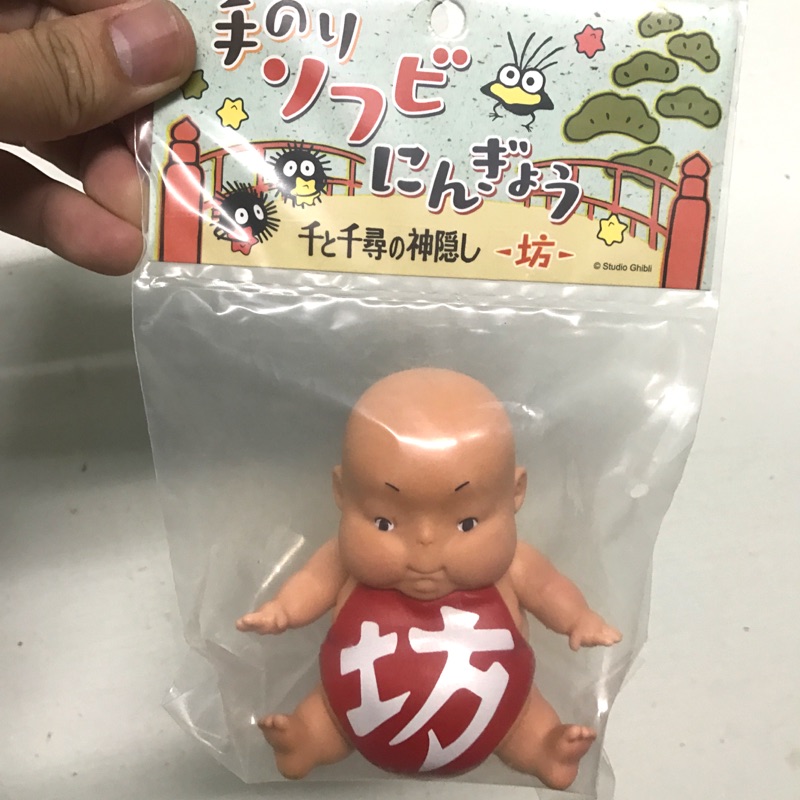 手のり
ソフビ
にんぎょう
千と千尋の神隠し -坊-
© Studio Ghibli
坊